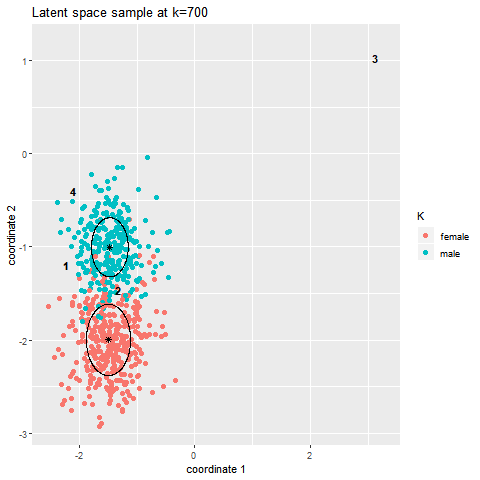 Latent space sample at k=700
3
1
0
4
-1
1
2
-2
-3
-2
0
2
coordinate 1
coordinate 2
K
female
male